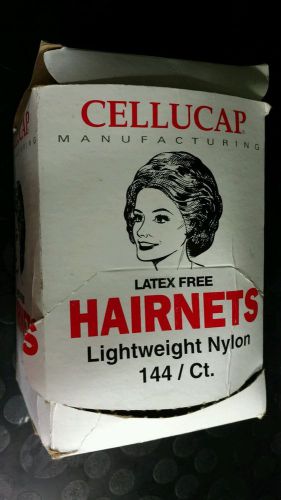 CELLUCAP®
MANUFACTURING
LATEX FREE
HAIRNETS
Lightweight Nylon
144 / Ct.